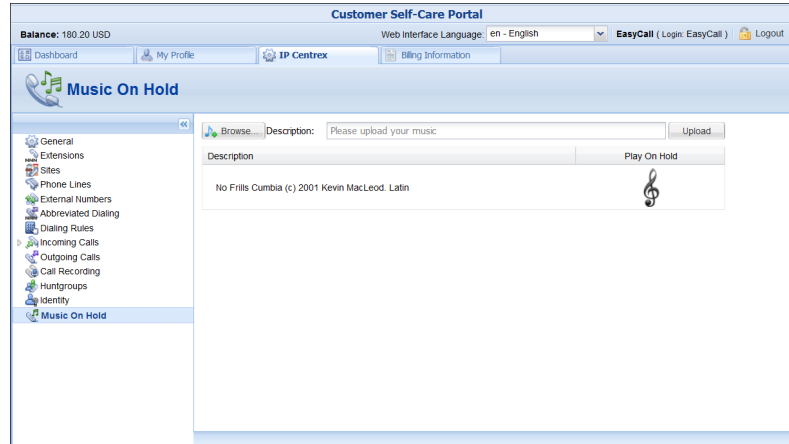 Customer Self-Care Portal
Balance: 180.20 USD
Web Interface Language: en - English
EasyCall ( Login: EasyCall )
Logout
Dashboard
My Profile
IP Centrex
Billing Information
Music On Hold
General
Extensions
Sites
Phone Lines
External Numbers
Abbreviated Dialing
Dialing Rules
Incoming Calls
Outgoing Calls
Call Recording
Huntgroups
Identity
Music On Hold
Browse... Description: Please upload your music Upload
Description Play On Hold
No Frills Cumbia (c) 2001 Kevin MacLeod. Latin